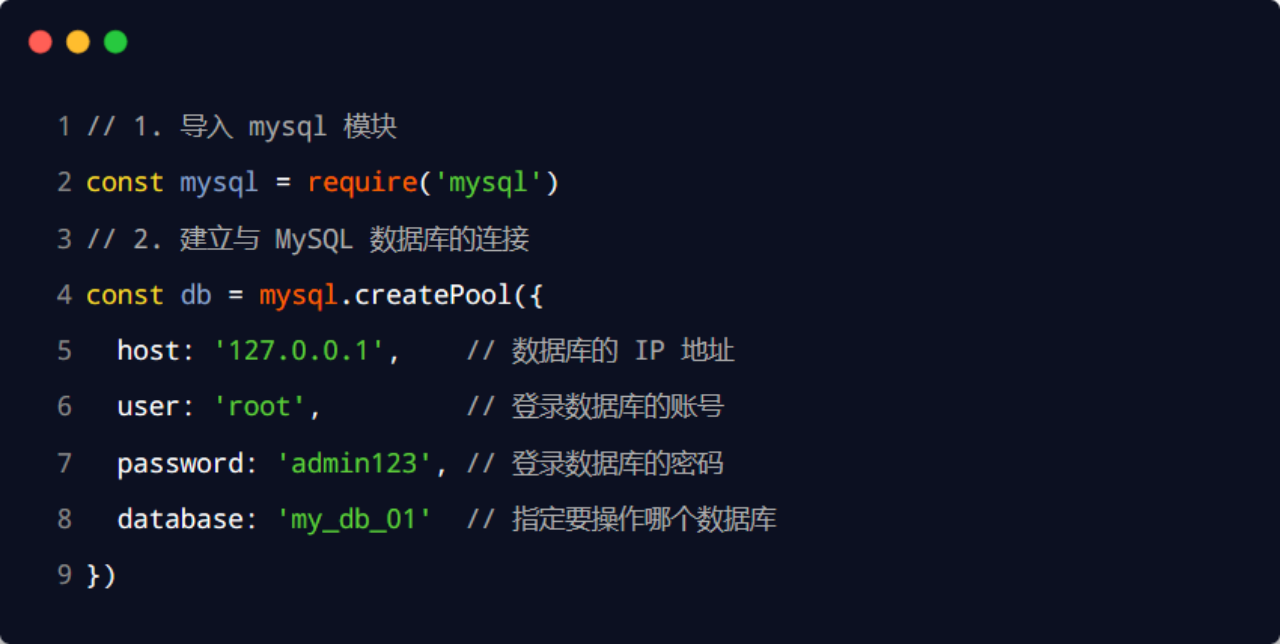 1 // 1. 导入 mysql 模块
2 const mysql = require('mysql')
3 // 2. 建立与 MySQL 数据库的连接
4 const db = mysql.createPool({
5   host: '127.0.0.1',    // 数据库的 IP 地址
6   user: 'root',         // 登录数据库的账号
7   password: 'admin123', // 登录数据库的密码
8   database: 'my_db_01'  // 指定要操作哪个数据库
9 })